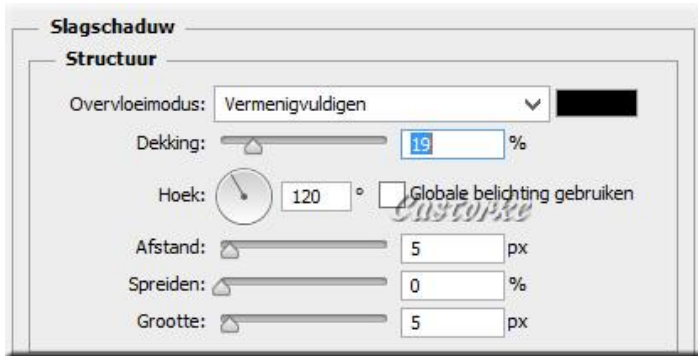 Slagschaduw
Structuur
Overvloeimodus: Vermenigvuldigen
Dekking: 19 %
Hoek: 120 ° Globale belichting gebruiken
Castorke
Afstand: 5 px
Spreiden: 0 %
Grootte: 5 px